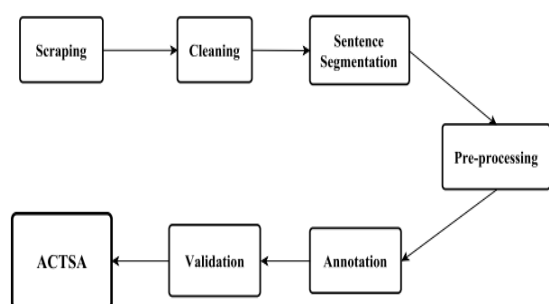 Scraping
Cleaning
Sentence
Segmentation
Pre-processing
Annotation
Validation
ACTSA